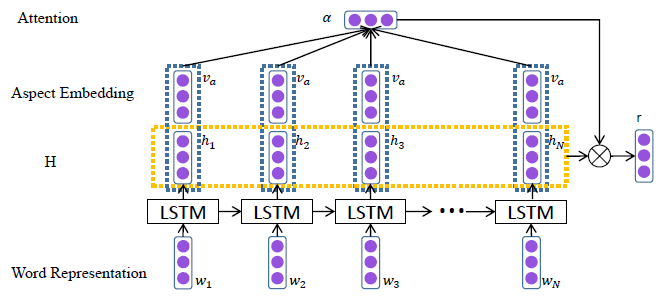 Attention α
v_a v_a v_a v_a
Aspect Embedding
r
h_1 h_2 h_3 h_N
H
LSTM LSTM LSTM ••• LSTM
Word Representation
w_1 w_2 w_3 w_N